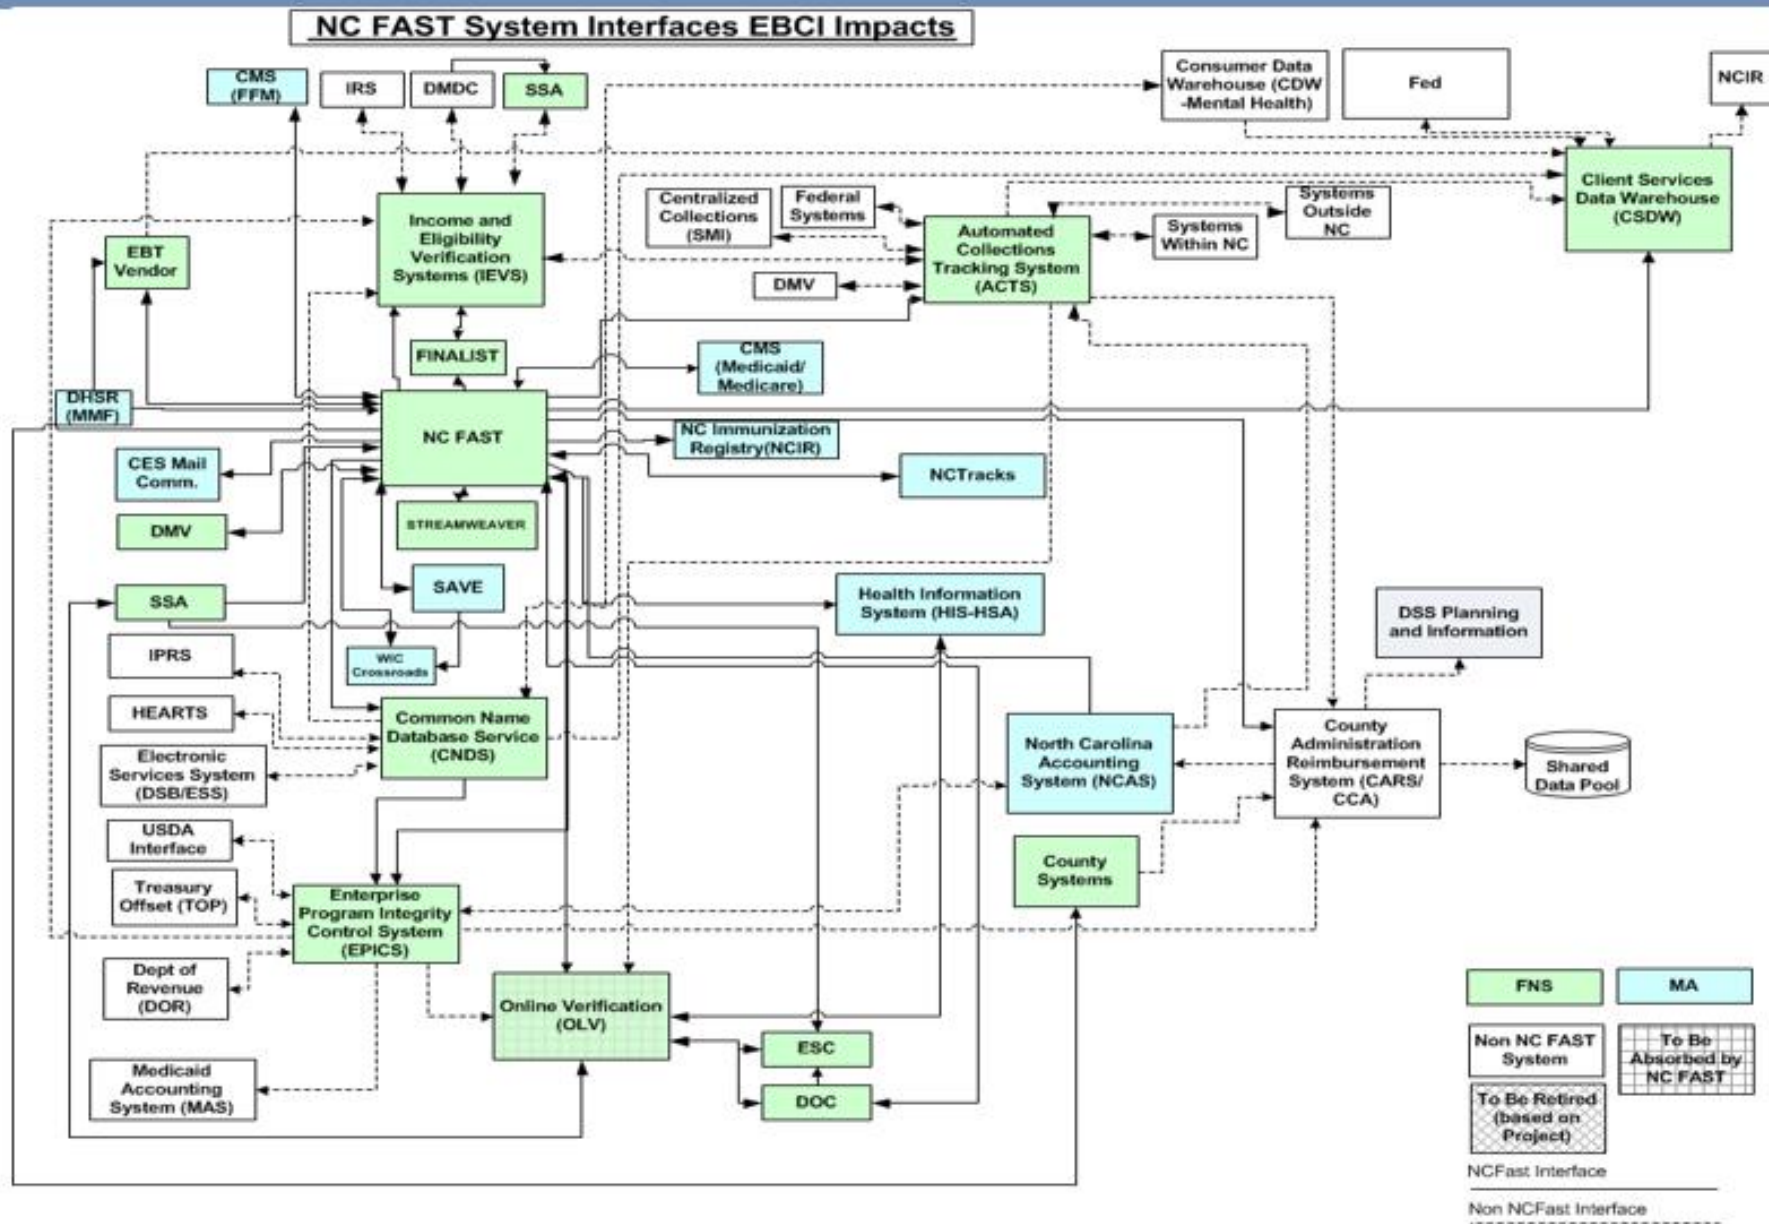 NC FAST System Interfaces EBCI Impacts
CMS
(FFM)
IRS
DMDC
SSA
Consumer Data
Warehouse (CDW
-Mental Health)
Fed
NCIR
Income and
Eligibility
Verification
Systems (IEVS)
Centralized
Collections
(SMI)
Federal
Systems
Automated
Collections
Tracking System
(ACTS)
Systems
Within NC
Systems
Outside
NC
Client Services
Data Warehouse
(CSDW)
EBT
Vendor
DMV
FINALIST
CMS
(Medicaid/
Medicare)
DHSR
(MMF)
NC FAST
NC Immunization
Registry(NCIR)
CES Mail
Comm.
NCTracks
DMV
STREAMWEAVER
SAVE
SSA
Health Information
System (HIS-HSA)
DSS Planning
and Information
IPRS
WIC
Crossroads
HEARTS
Common Name
Database Service
(CNDS)
Electronic
Services System
(DSB/ESS)
North Carolina
Accounting
System (NCAS)
County
Administration
Reimbursement
System (CARS/
CCA)
Shared
Data Pool
USDA
Interface
County
Systems
Treasury
Offset (TOP)
Enterprise
Program Integrity
Control System
(EPICS)
Dept of
Revenue
(DOR)
Online Verification
(OLV)
ESC
Medicaid
Accounting
System (MAS)
DOC
FNS
MA
Non NC FAST
System
To Be
Absorbed by
NC FAST
To Be Retired
(based on
Project)
NCFast Interface
Non NCFast Interface